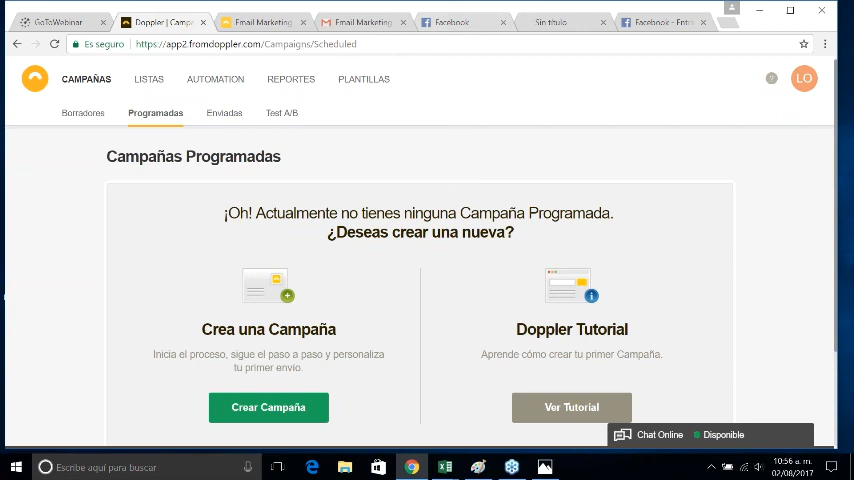 GoToWebinar
Doppler | Campa
Email Marketing
Email Marketing
Facebook
Sin título
Facebook - Entra
Es seguro
https://app2.fromdoppler.com/Campaigns/Scheduled
CAMPAÑAS LISTAS AUTOMATION REPORTES PLANTILLAS
? LO
Borradores Programadas Enviadas Test A/B
Campañas Programadas
¡Oh! Actualmente no tienes ninguna Campaña Programada.
¿Deseas crear una nueva?
Crea una Campaña
Inicia el proceso, sigue el paso a paso y personaliza
tu primer envío.
Crear Campaña
Doppler Tutorial
Aprende cómo crear tu primer Campaña.
Ver Tutorial
Chat Online Disponible
Escribe aquí para buscar
10:56 a. m.
02/08/2017